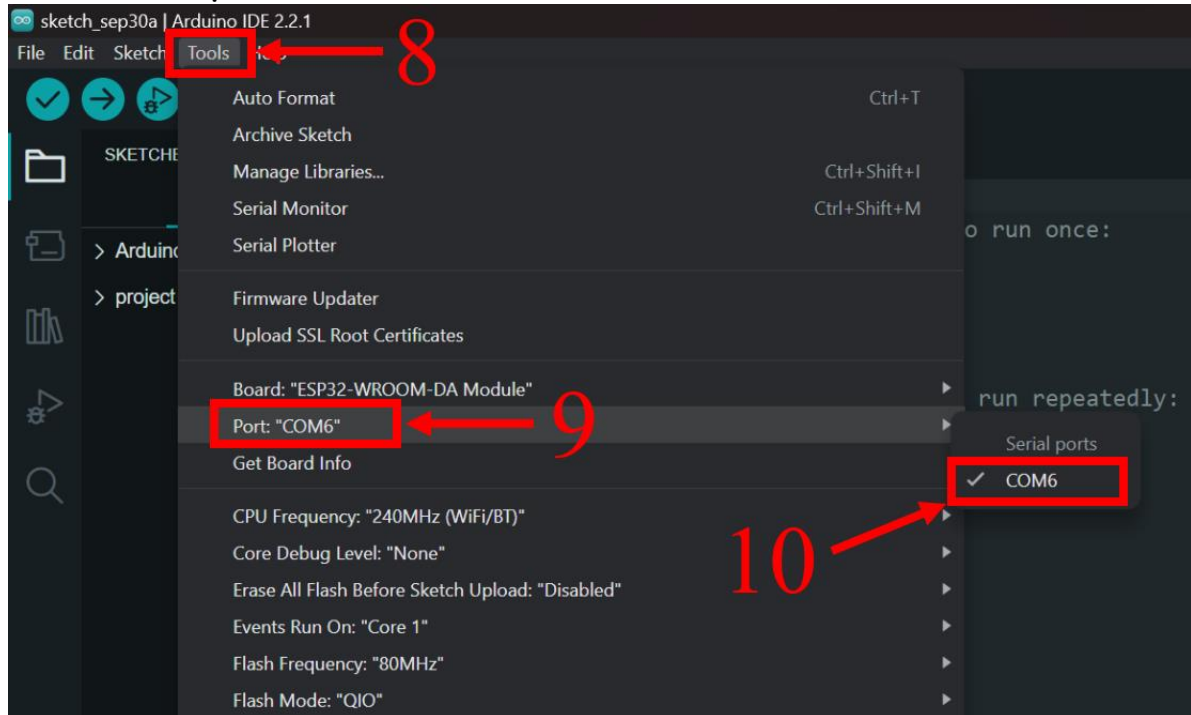 sketch_sep30a | Arduino IDE 2.2.1
File Edit Sketch Tools
8
Auto Format Ctrl+T
Archive Sketch
SKETCHE
Manage Libraries... Ctrl+Shift+I
Serial Monitor Ctrl+Shift+M
o run once:
> Arduino
Serial Plotter
> project
Firmware Updater
Upload SSL Root Certificates
Board: "ESP32-WROOM-DA Module"
run repeatedly:
Port: "COM6"
9
Serial ports
Get Board Info
✓ COM6
CPU Frequency: "240MHz (WiFi/BT)"
10
Core Debug Level: "None"
Erase All Flash Before Sketch Upload: "Disabled"
Events Run On: "Core 1"
Flash Frequency: "80MHz"
Flash Mode: "QIO"